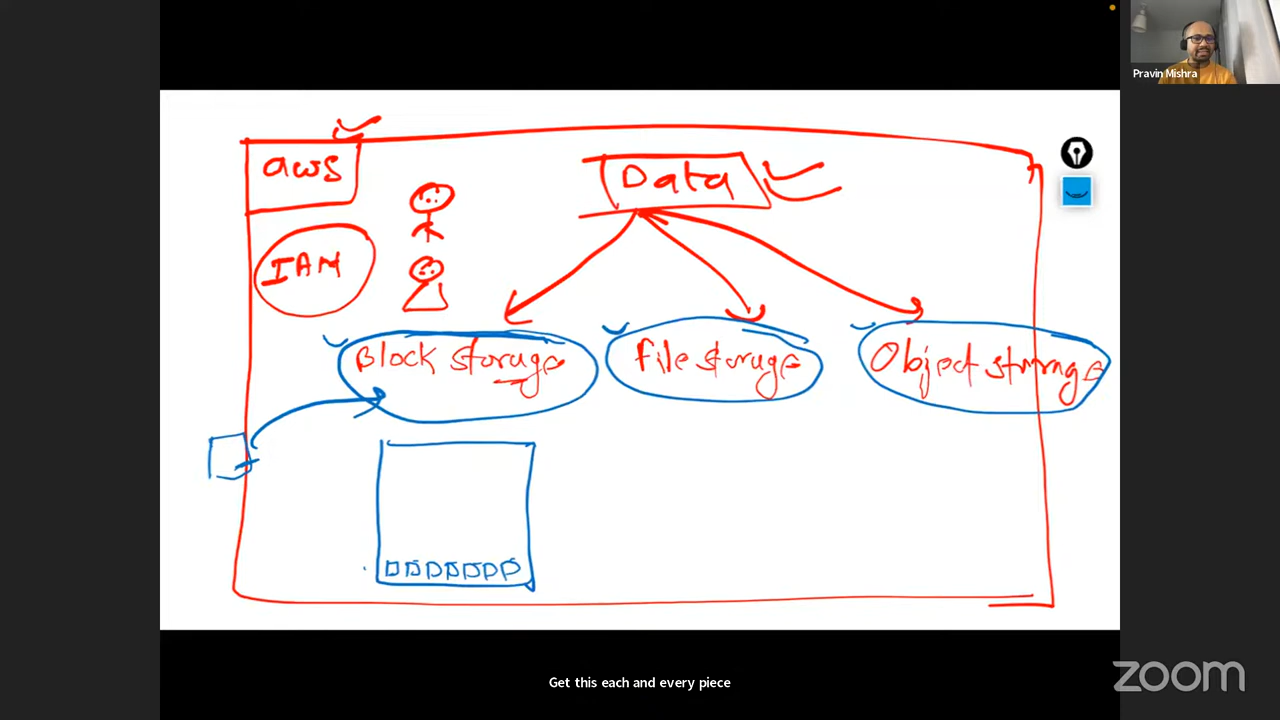 Pravin Mishra
aws
Data
IAM
Block storage
File storage
Object storage
Get this each and every piece
zoom